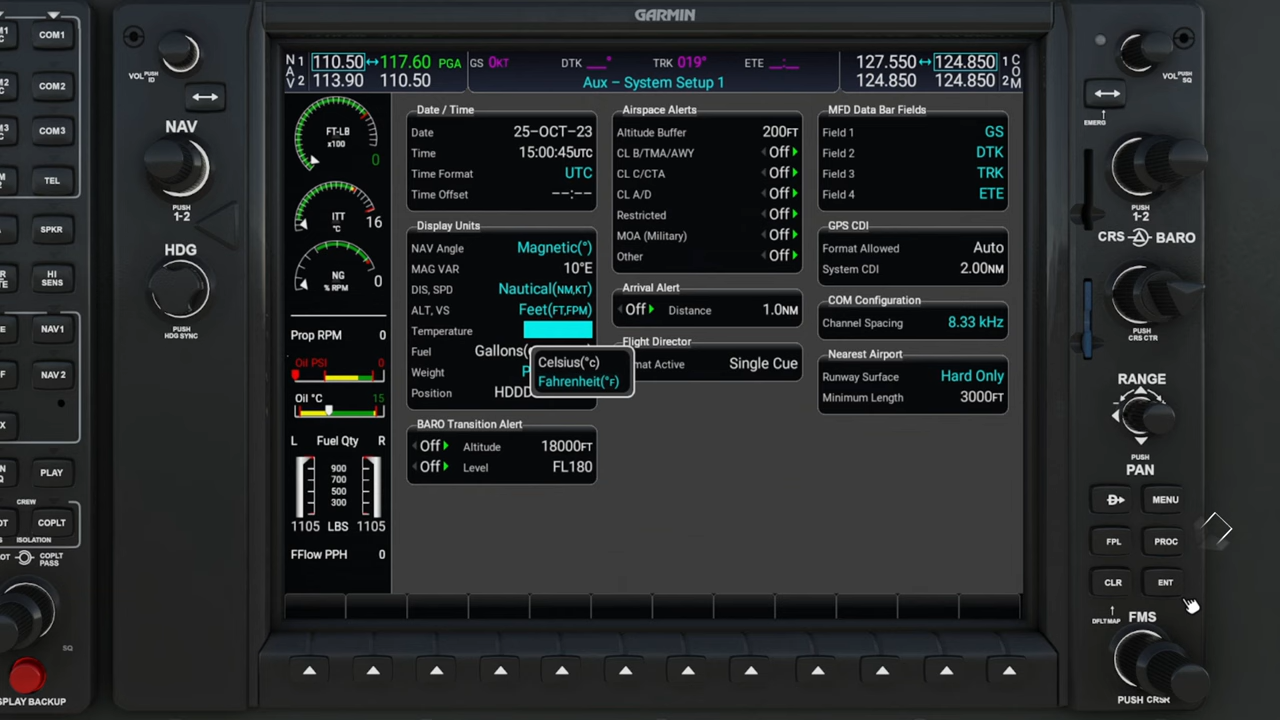 GARMIN
COM1
COM2
COM3
TEL
SPKR
HI
SENS
NAV1
NAV 2
PLAY
CREW
COPLT
ISOLATION
COPLT
PASS
SQ
DISPLAY BACKUP
VOL PUSH ID
NAV
PUSH
1-2
HDG
PUSH
HDG SYNC
N 1 110.50 ↔ 117.60 PGA
A
V 2 113.90 110.50
GS 0KT DTK ___° TRK 019° ETE __:__
Aux – System Setup 1
127.550 ↔ 124.850 1 C
O
124.850 124.850 2 M
FT-LB
x100
0
ITT
°C
16
NG
% RPM
0
Prop RPM 0
Oil PSI 0
Oil °C 15
L Fuel Qty R
900
700
500
300
1105 LBS 1105
FFlow PPH 0
Date / Time
Date 25-OCT-23
Time 15:00:45UTC
Time Format UTC
Time Offset --:--
Display Units
NAV Angle Magnetic(°)
MAG VAR 10°E
DIS, SPD Nautical(NM,KT)
ALT, VS Feet(FT,FPM)
Temperature
Fuel Gallons(
Weight P
Position HDDD
Celsius(°C)
Fahrenheit(°F)
BARO Transition Alert
Off Altitude 18000FT
Off Level FL180
Airspace Alerts
Altitude Buffer 200FT
CL B/TMA/AWY Off
CL C/CTA Off
CL A/D Off
Restricted Off
MOA (Military) Off
Other Off
Arrival Alert
Off Distance 1.0NM
Flight Director
mat Active Single Cue
MFD Data Bar Fields
Field 1 GS
Field 2 DTK
Field 3 TRK
Field 4 ETE
GPS CDI
Format Allowed Auto
System CDI 2.00NM
COM Configuration
Channel Spacing 8.33 kHz
Nearest Airport
Runway Surface Hard Only
Minimum Length 3000FT
VOL PUSH SQ
EMERG
PUSH
1-2
CRS BARO
PUSH
CRS CTR
RANGE
PUSH
PAN
D MENU
FPL PROC
CLR ENT
DFLT MAP
FMS
PUSH CRSR